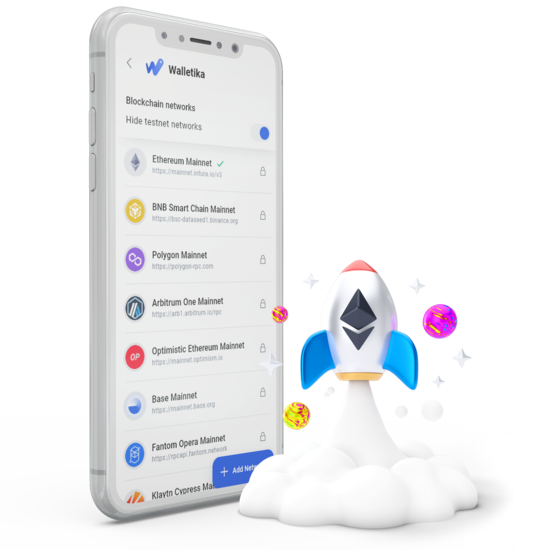 Walletika
Blockchain networks
Hide testnet networks
Ethereum Mainnet
https://mainnet.infura.io/v3
BNB Smart Chain Mainnet
https://bsc-dataseed1.binance.org
Polygon Mainnet
https://polygon-rpc.com
Arbitrum One Mainnet
https://arb1.arbitrum.io/rpc
OP
Optimistic Ethereum Mainnet
https://mainnet.optimism.io
Base Mainnet
https://mainnet.base.org
Fantom Opera Mainnet
https://rpcapi.fantom.network
+ Add
Klaytn Cypress